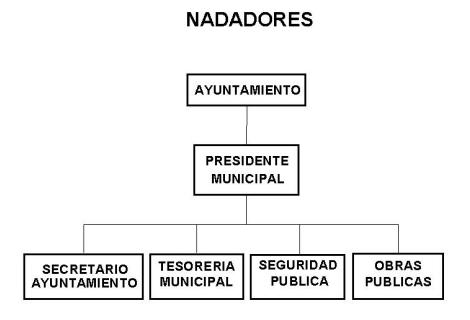 NADADORES
AYUNTAMIENTO
PRESIDENTE
MUNICIPAL
SECRETARIO
AYUNTAMIENTO
TESORERIA
MUNICIPAL
SEGURIDAD
PUBLICA
OBRAS
PUBLICAS